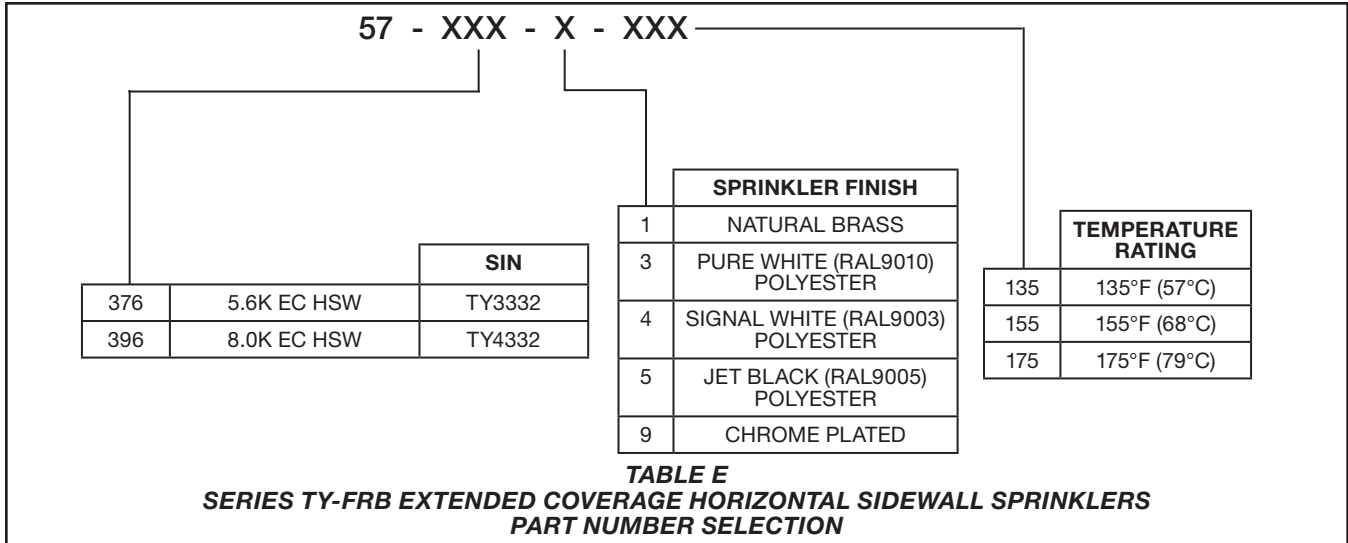 57 - XXX - X - XXX
SIN
376 5.6K EC HSW TY3332
396 8.0K EC HSW TY4332
SPRINKLER FINISH
1 NATURAL BRASS
3 PURE WHITE (RAL9010)
POLYESTER
4 SIGNAL WHITE (RAL9003)
POLYESTER
5 JET BLACK (RAL9005)
POLYESTER
9 CHROME PLATED
TEMPERATURE
RATING
135 135°F (57°C)
155 155°F (68°C)
175 175°F (79°C)
TABLE E
SERIES TY-FRB EXTENDED COVERAGE HORIZONTAL SIDEWALL SPRINKLERS
PART NUMBER SELECTION